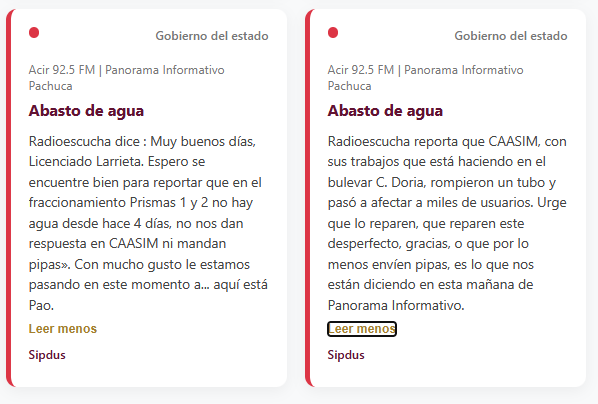 Gobierno del estado
Acir 92.5 FM | Panorama Informativo
Pachuca
Abasto de agua
Radioescucha dice : Muy buenos días,
Licenciado Larrieta. Espero se
encuentre bien para reportar que en el
fraccionamiento Prismas 1 y 2 no hay
agua desde hace 4 días, no nos dan
respuesta en CAASIM ni mandan
pipas». Con mucho gusto le estamos
pasando en este momento a... aquí está
Pao.
Leer menos
Sipdus
Gobierno del estado
Acir 92.5 FM | Panorama Informativo
Pachuca
Abasto de agua
Radioescucha reporta que CAASIM, con
sus trabajos que está haciendo en el
bulevar C. Doria, rompieron un tubo y
pasó a afectar a miles de usuarios. Urge
que lo reparen, que reparen este
desperfecto, gracias, o que por lo
menos envíen pipas, es lo que nos
están diciendo en esta mañana de
Panorama Informativo.
Leer menos
Sipdus